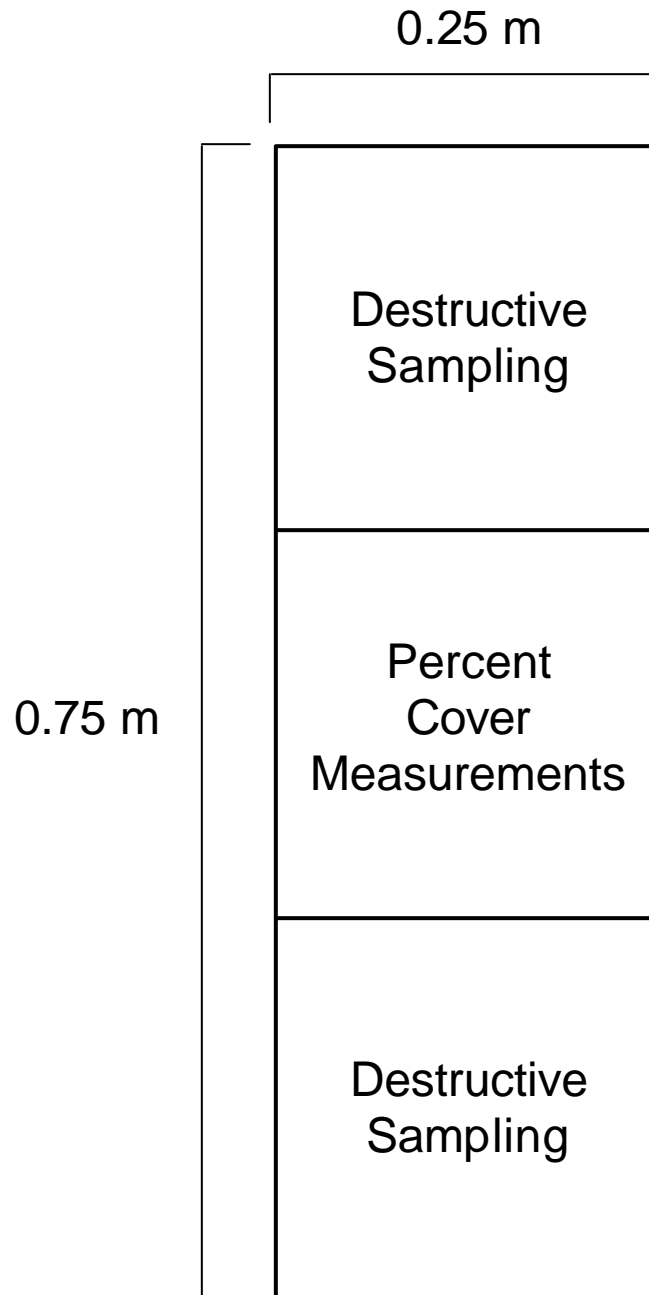 0.25 m
Destructive
Sampling
Percent
Cover
Measurements
0.75 m
Destructive
Sampling